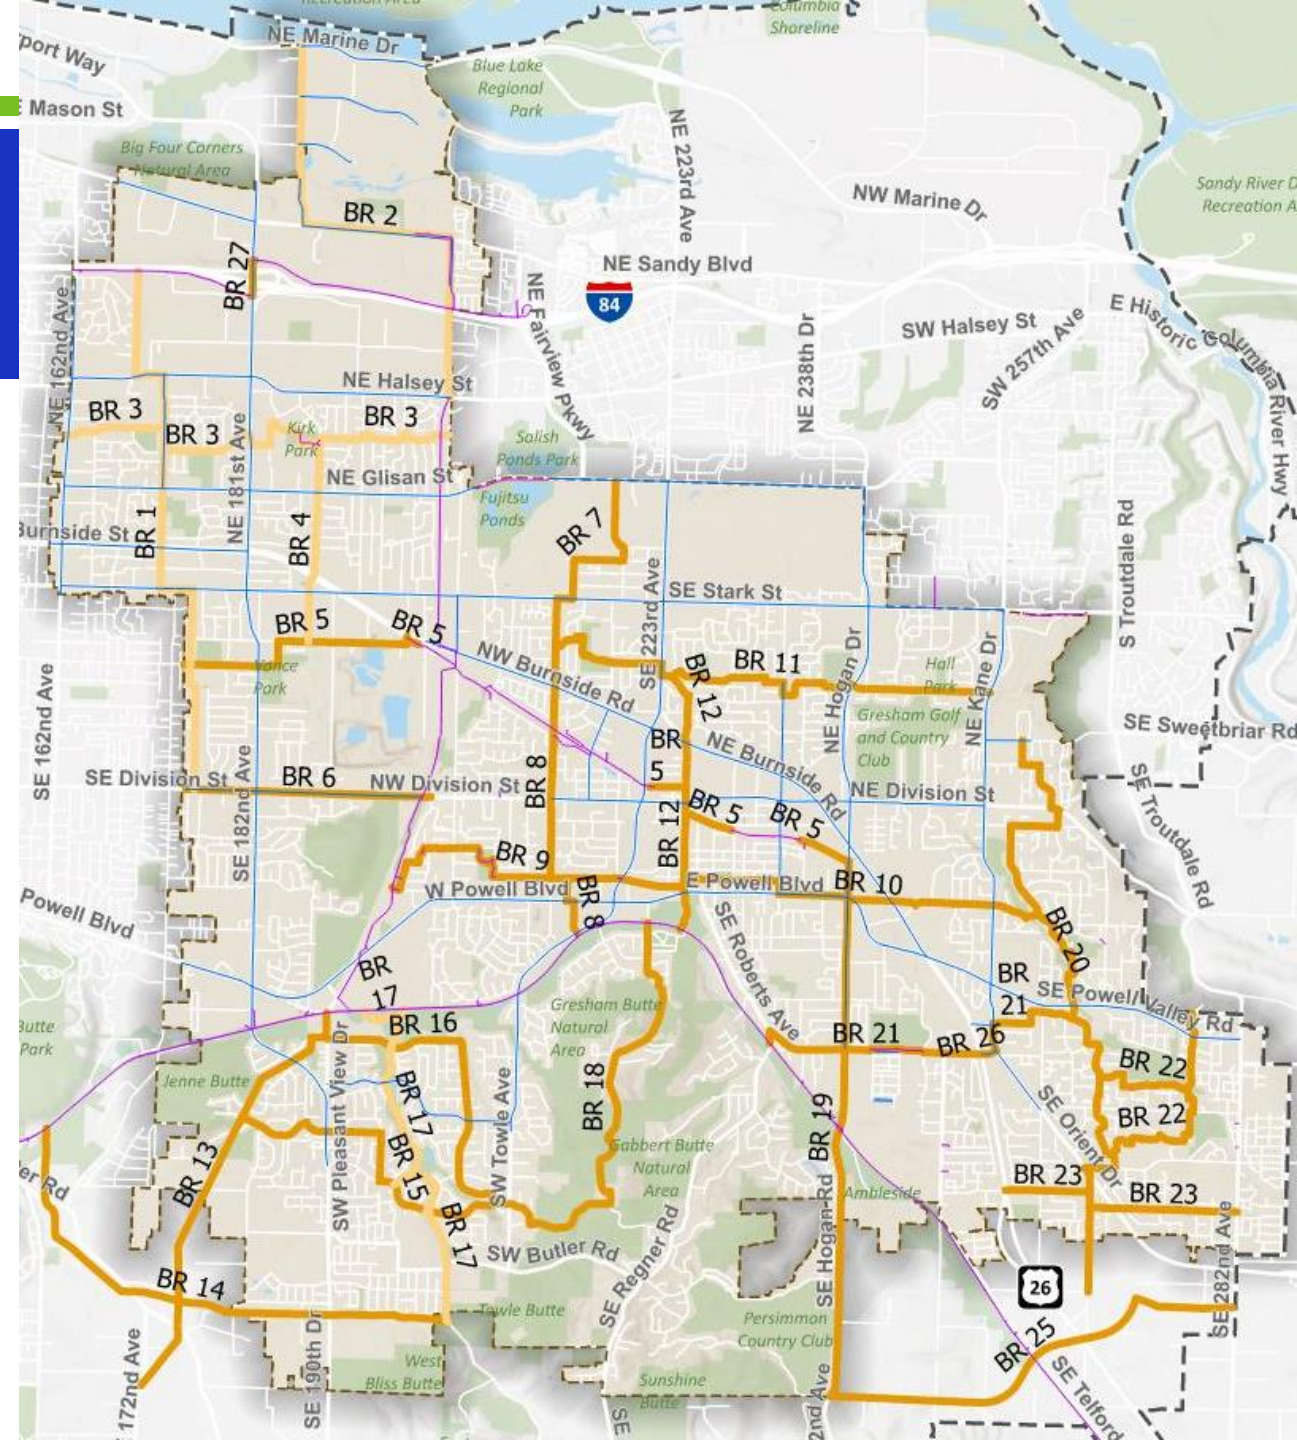 Recreation Area
Columbia
Shoreline
NE Marine Dr
port Way
Blue Lake
Regional
Park
Mason St
NE 223rd Ave
Big Four Corners
Natural Area
Sandy River D
Recreation A
NW Marine Dr
BR 2
BR 27
NE Sandy Blvd
84
NE 162nd Ave
NE Fairview Pkwy
NE 238th Dr
SW Halsey St
SW 257th Ave
E Historic Columbia River Hwy
NE Halsey St
BR 3
BR 3
BR 3
Kirk
Park
NE 181st Ave
Salish
Ponds Park
NE Glisan St
Fujitsu
Ponds
Burnside St
BR 1
BR 4
BR 7
S Troutdale Rd
SE Stark St
SE 223rd Ave
BR 5
BR 5
NW Burnside Rd
BR 11
BR 12
NE Hogan Dr
Hall
Park
NE Kane Dr
Vance
Park
SE 162nd Ave
Gresham Golf
and Country
Club
SE Sweetbriar Rd
BR
5
NE Burnside Rd
SE Division St
BR 6
NW Division St
BR 8
NE Division St
SE Troutdale Rd
SE 182nd Ave
BR 12
BR 5
BR 5
BR 9
W Powell Blvd
BR 8
E Powell Blvd
BR 10
Powell Blvd
SE Roberts Ave
BR 20
BR
17
BR
21
SE Powell Valley Rd
Gresham Butte
Natural
Area
BR 16
Butte
Park
BR 21
BR 26
Jenne Butte
SW Pleasant View Dr
BR 17
SW Towle Ave
BR 18
BR 22
BR 22
BR 19
SE Orient Dr
Gabbert Butte
Natural
Area
BR 13
BR 15
er Rd
BR 23
BR 23
Ambleside
BR 17
SW Butler Rd
SE Regner Rd
SE Hogan Rd
SE 282nd Ave
BR 14
26
Towle Butte
Persimmon
Country Club
BR 25
172nd Ave
SE 190th Dr
West
Bliss Butte
Sunshine
Butte
SE
2nd Ave
SE Telford